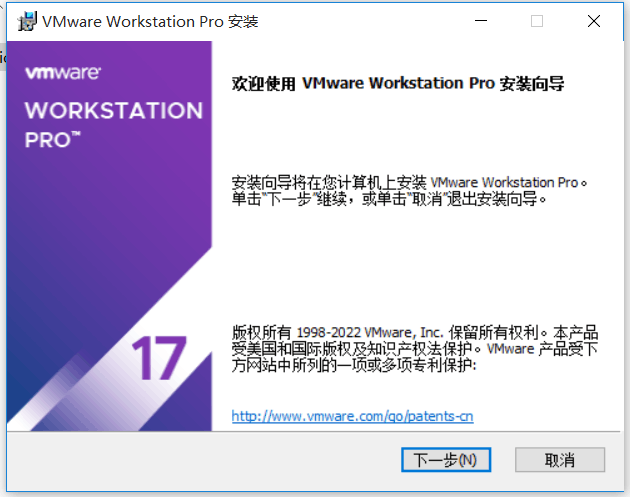 VMware Workstation Pro 安装
vmware
WORKSTATION
PRO™
17
欢迎使用 VMware Workstation Pro 安装向导
安装向导将在您计算机上安装 VMware Workstation Pro。
单击“下一步”继续，或单击“取消”退出安装向导。
版权所有 1998-2022 VMware, Inc. 保留所有权利。本产品
受美国和国际版权及知识产权法保护。VMware 产品受下
方网站中所列的一项或多项专利保护:
http://www.vmware.com/go/patents-cn
下一步(N)
取消